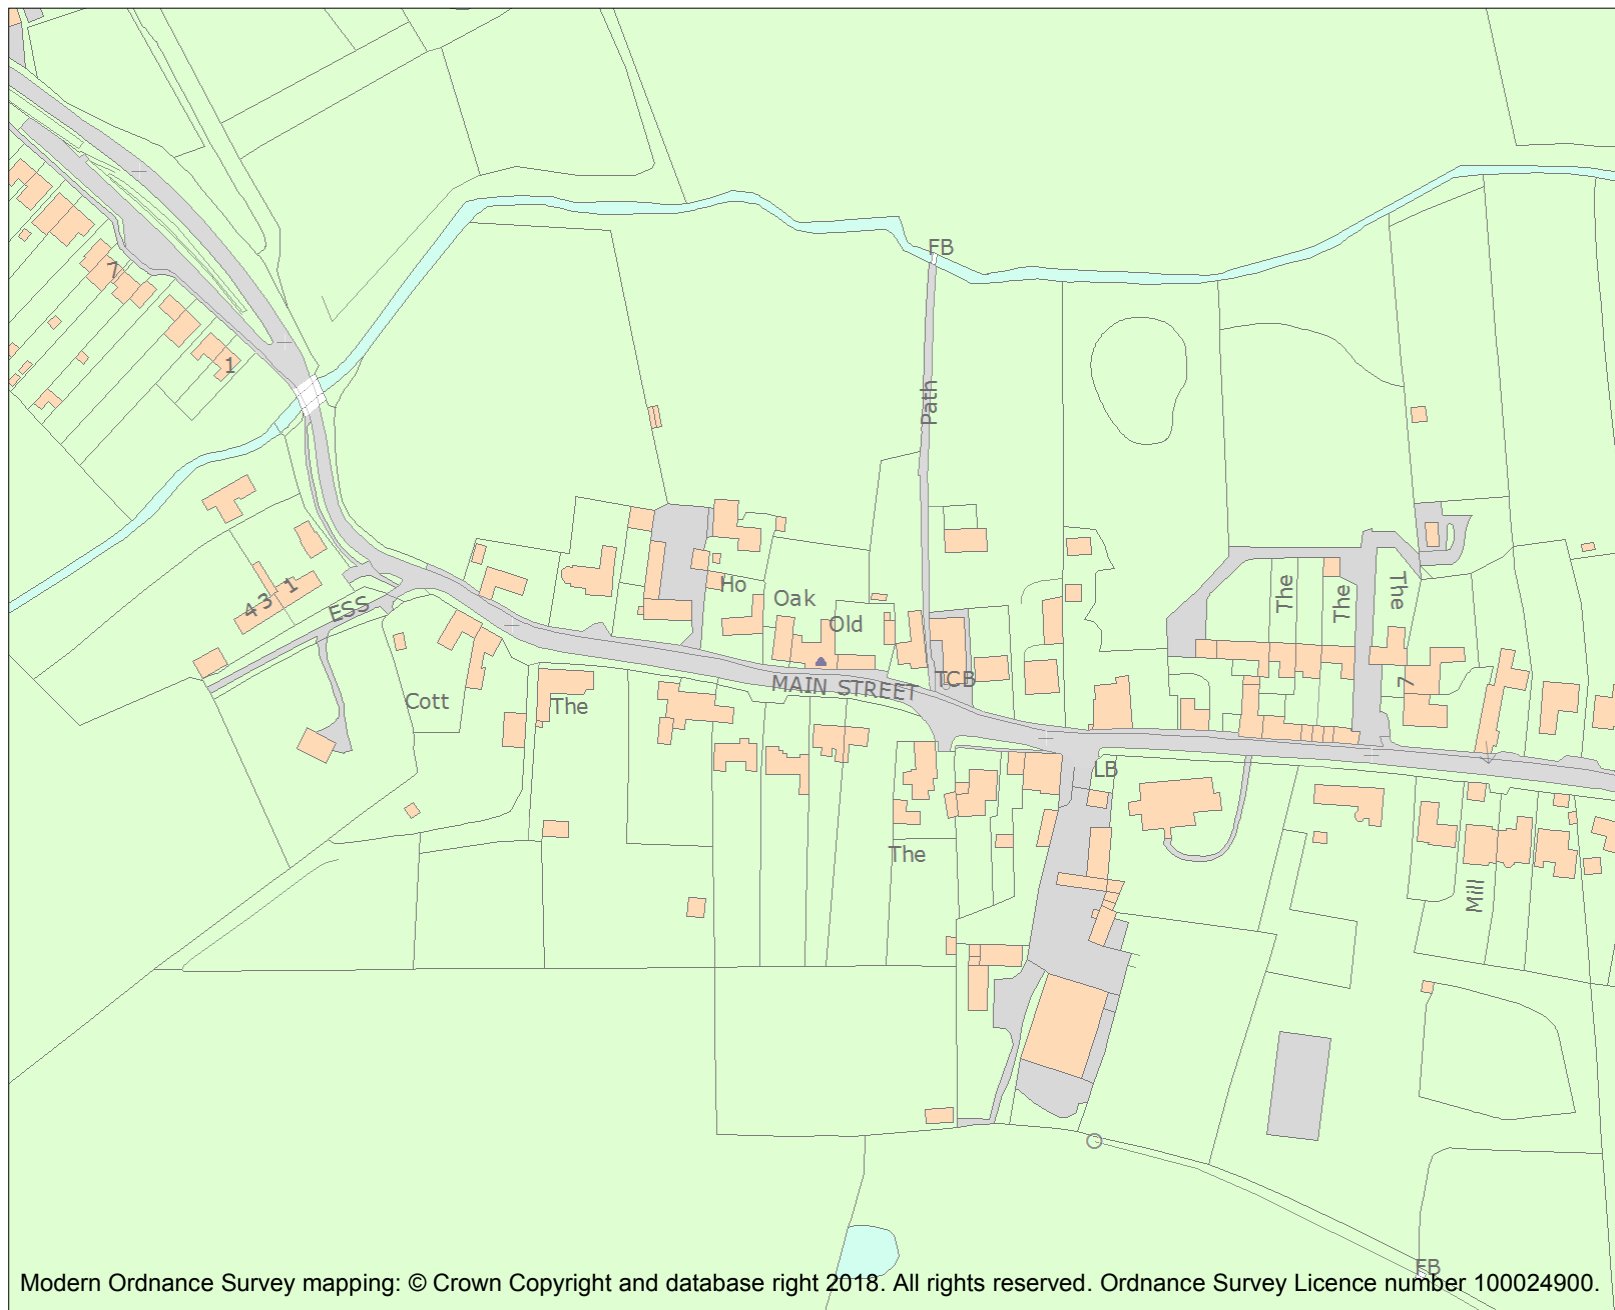 FB
7
1
Path
The
The
The
Ho
Oak
Old
4 3 1
ESS
TCB
MAIN STREET
7
Cott
The
LB
The
Mill
FB
Modern Ordnance Survey mapping: © Crown Copyright and database right 2018. All rights reserved. Ordnance Survey Licence number 100024900.